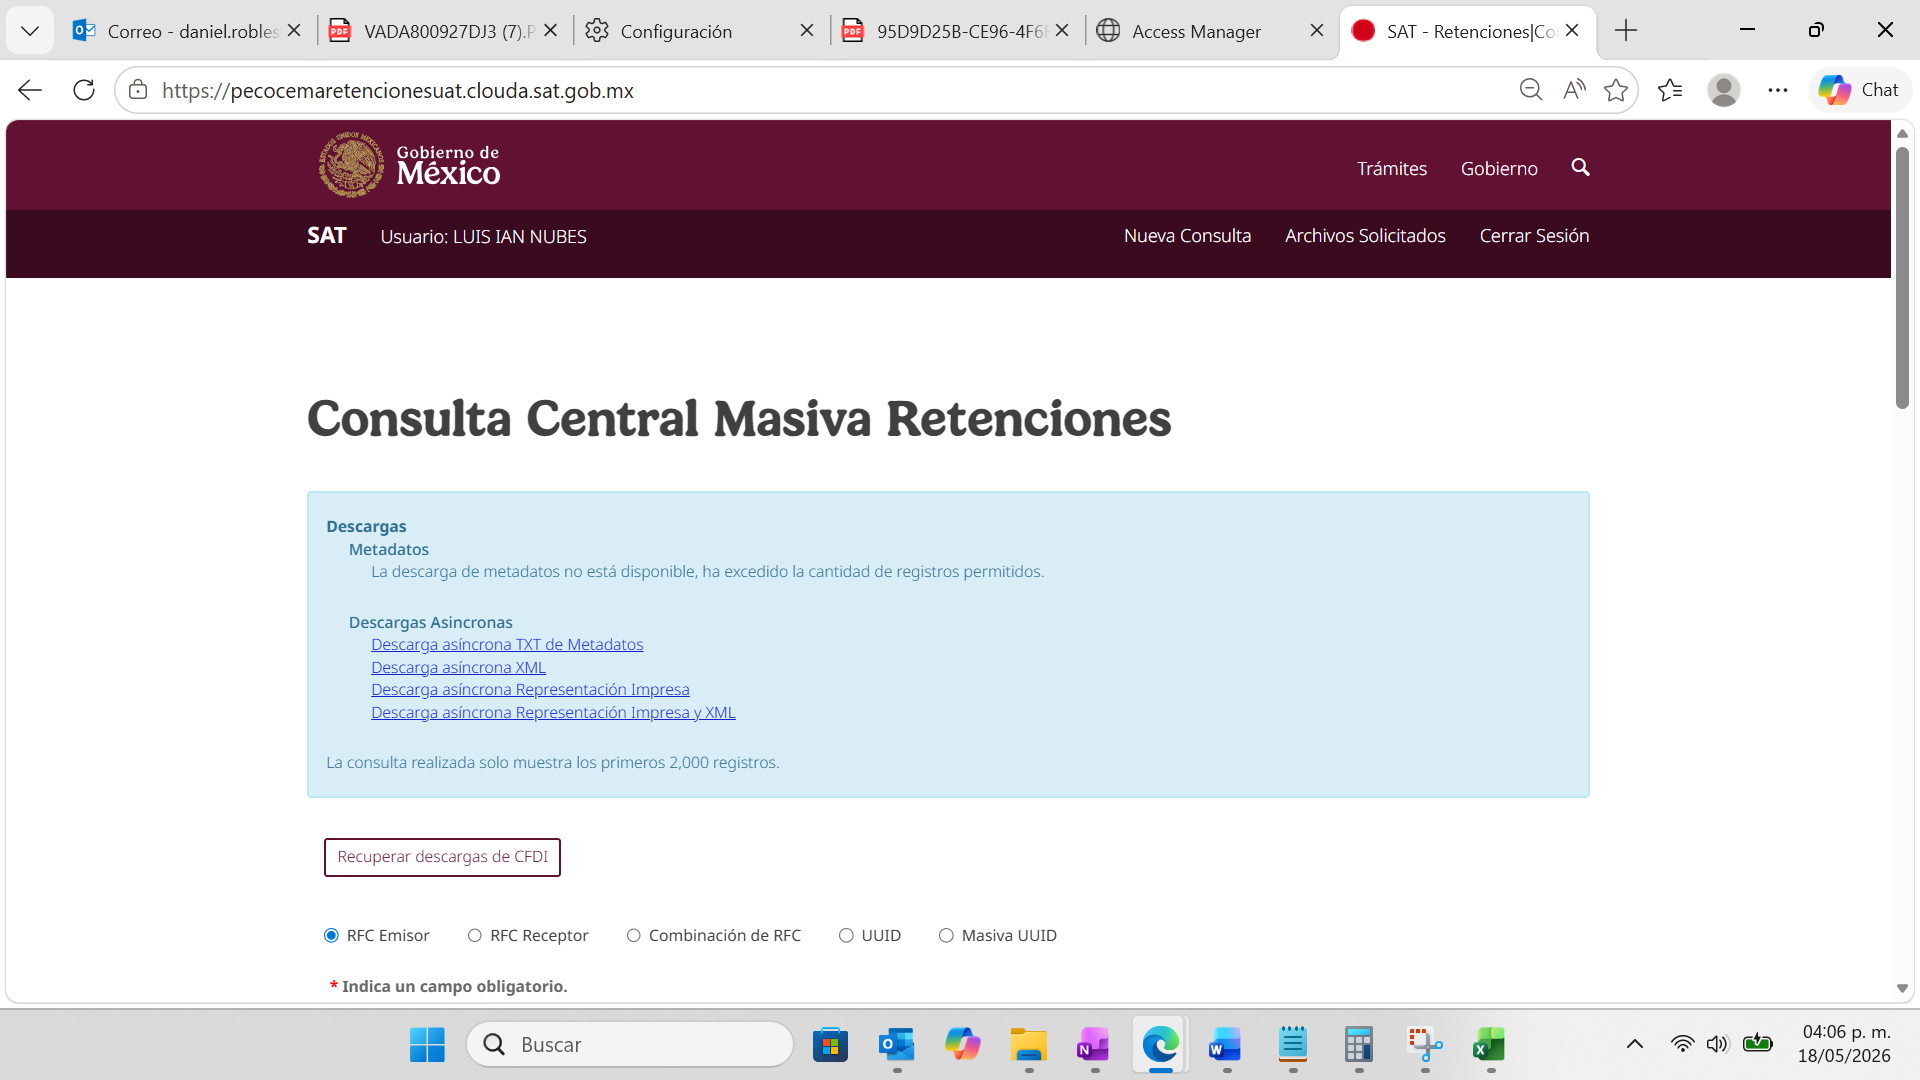 Correo - daniel.robles
VADA800927DJ3 (7).P
Configuración
95D9D25B-CE96-4F6
Access Manager
SAT - Retenciones|Co
https://pecocemaretencionesuat.clouda.sat.gob.mx
Chat
ESTADOS UNIDOS MEXICANOS
Gobierno de
México
Trámites
Gobierno
SAT
Usuario: LUIS IAN NUBES
Nueva Consulta
Archivos Solicitados
Cerrar Sesión
Consulta Central Masiva Retenciones
Descargas
Metadatos
La descarga de metadatos no está disponible, ha excedido la cantidad de registros permitidos.
Descargas Asincronas
Descarga asíncrona TXT de Metadatos
Descarga asíncrona XML
Descarga asíncrona Representación Impresa
Descarga asíncrona Representación Impresa y XML
La consulta realizada solo muestra los primeros 2,000 registros.
Recuperar descargas de CFDI
RFC Emisor
RFC Receptor
Combinación de RFC
UUID
Masiva UUID
* Indica un campo obligatorio.
Buscar
04:06 p. m.
18/05/2026